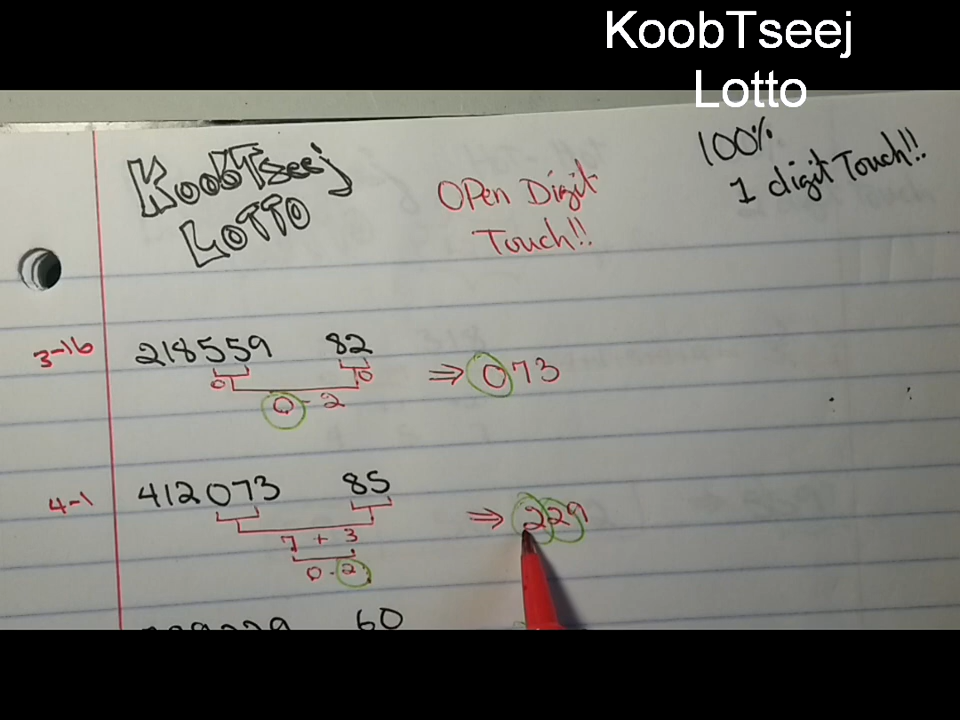 KoobTseej
Lotto
KoobTseej
LOTTO
OPen Digit
Touch!!
100%
1 digit Touch!!
3-16
218559 82 ⇒ 073
0 0
0 - 2
4-1
412073 85 ⇒ 229
7 + 3
0 - 2
60